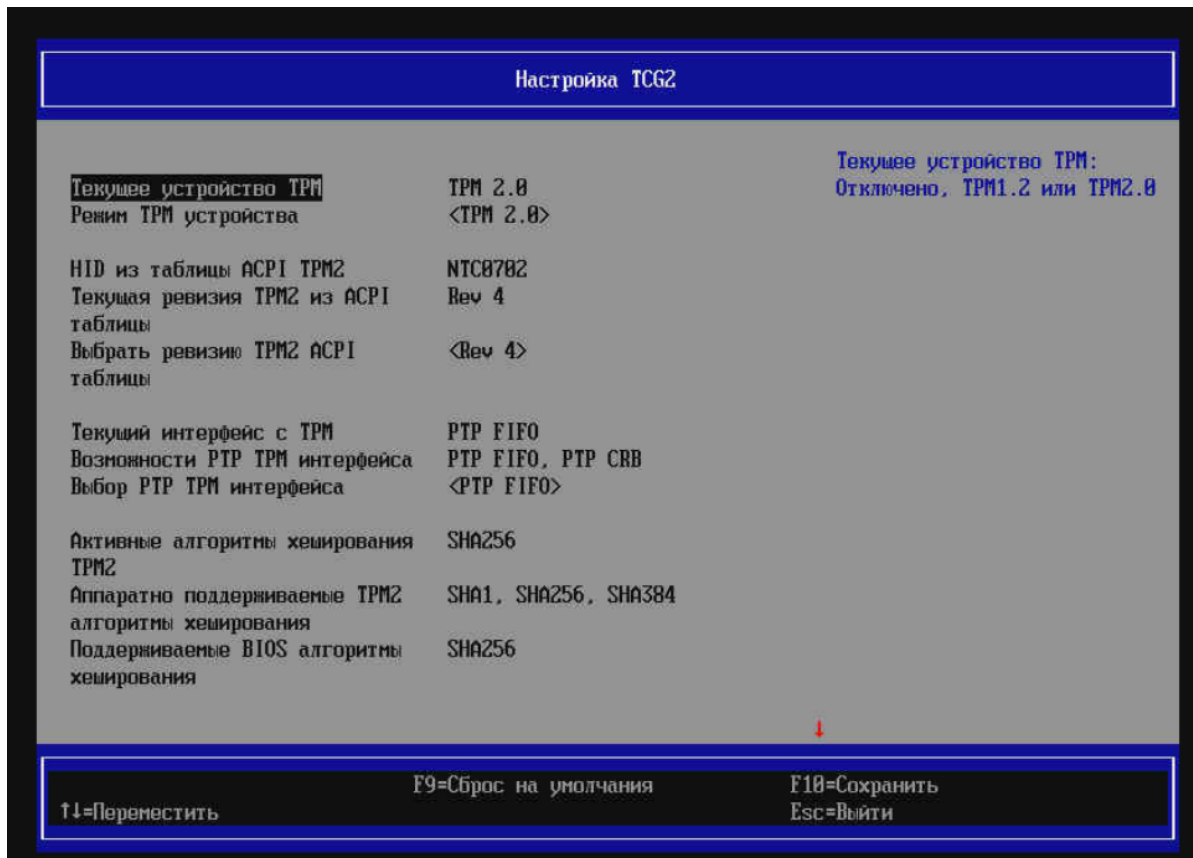 Настройка TCG2
Текущее устройство TPM TPM 2.0
Режим TPM устройства <TPM 2.0>
HID из таблицы ACPI TPM2 NTC0702
Текущая ревизия TPM2 из ACPI Rev 4
таблицы
Выбрать ревизию TPM2 ACPI <Rev 4>
таблицы
Текущий интерфейс с TPM PTP FIFO
Возможности PTP TPM интерфейса PTP FIFO, PTP CRB
Выбор PTP TPM интерфейса <PTP FIFO>
Активные алгоритмы хеширования SHA256
TPM2
Аппаратно поддерживаемые TPM2 SHA1, SHA256, SHA384
алгоритмы хеширования
Поддерживаемые BIOS алгоритмы SHA256
хеширования
Текущее устройство TPM:
Отключено, TPM1.2 или TPM2.0
F9=Сброс на умолчания F10=Сохранить
↑↓=Переместить Esc=Выйти